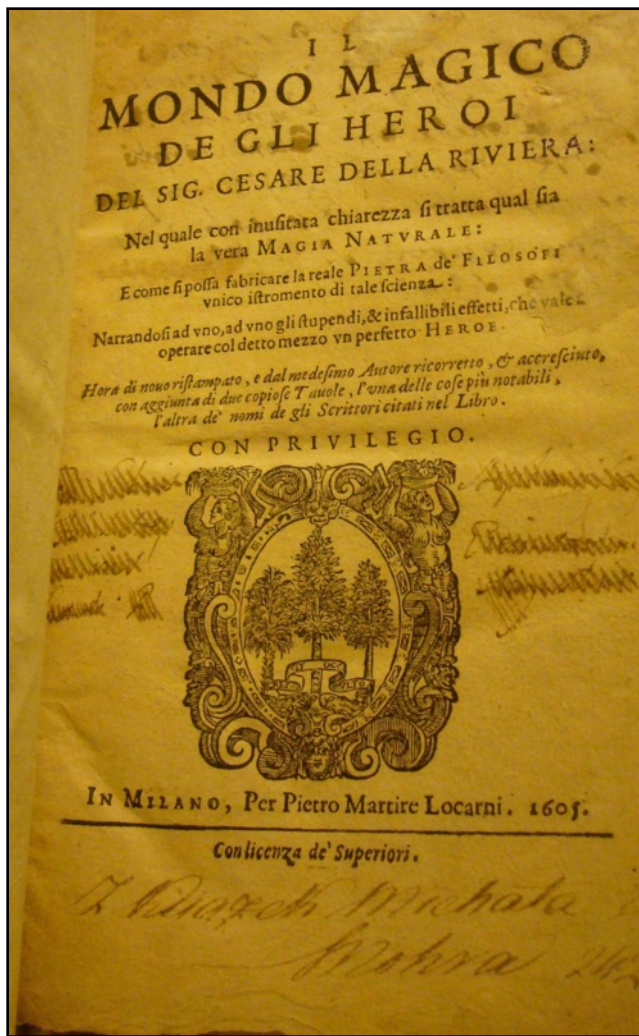 IL
MONDO MAGICO
DE GLI HEROI
DEL SIG. CESARE DELLA RIVIERA:
Nel quale con inuſitata chiarezza ſi tratta qual ſia
la vera MAGIA NATVRALE:
E come ſi poſſa fabricare la reale PIETRA de' FILOSOFI
vnico iſtromento di tale ſcienza:
Narrandoſi ad vno, ad vno gli ſtupendi, & infallibili effetti, che vale
operare col detto mezzo vn perfetto HEROE.
Hora di nouo riſtampato, e dal medeſimo Autore ricorretto, & accreſciuto,
con aggiunta di due copioſe Tauole, l'vna delle coſe più notabili,
l'altra de' nomi de gli Scrittori citati nel Libro.
CON PRIVILEGIO.
IN MILANO, Per Pietro Martire Locarni. 1605.
Con licenza de' Superiori.
Z Michała
Mohra